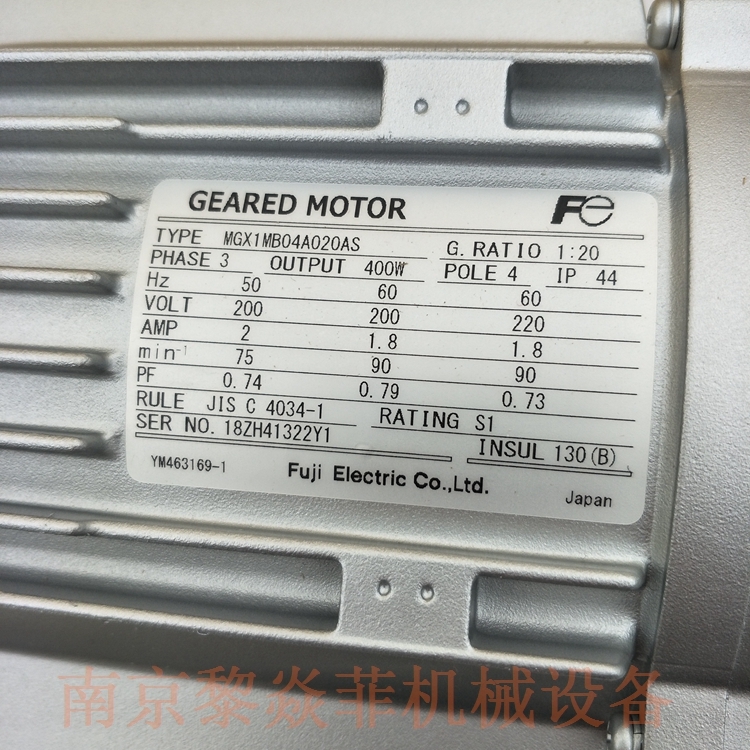 GEARED MOTOR Fe
TYPE MGX1MB04A020AS G. RATIO 1:20
PHASE 3 OUTPUT 400W POLE 4 IP 44
Hz 50 60 60
VOLT 200 200 220
AMP 2 1.8 1.8
min⁻¹ 75 90 90
PF 0.74 0.79 0.73
RULE JIS C 4034-1 RATING S1
SER NO. 18ZH41322Y1 INSUL 130(B)
YM463169-1 Fuji Electric Co.,Ltd. Japan
南京黎焱菲机械设备